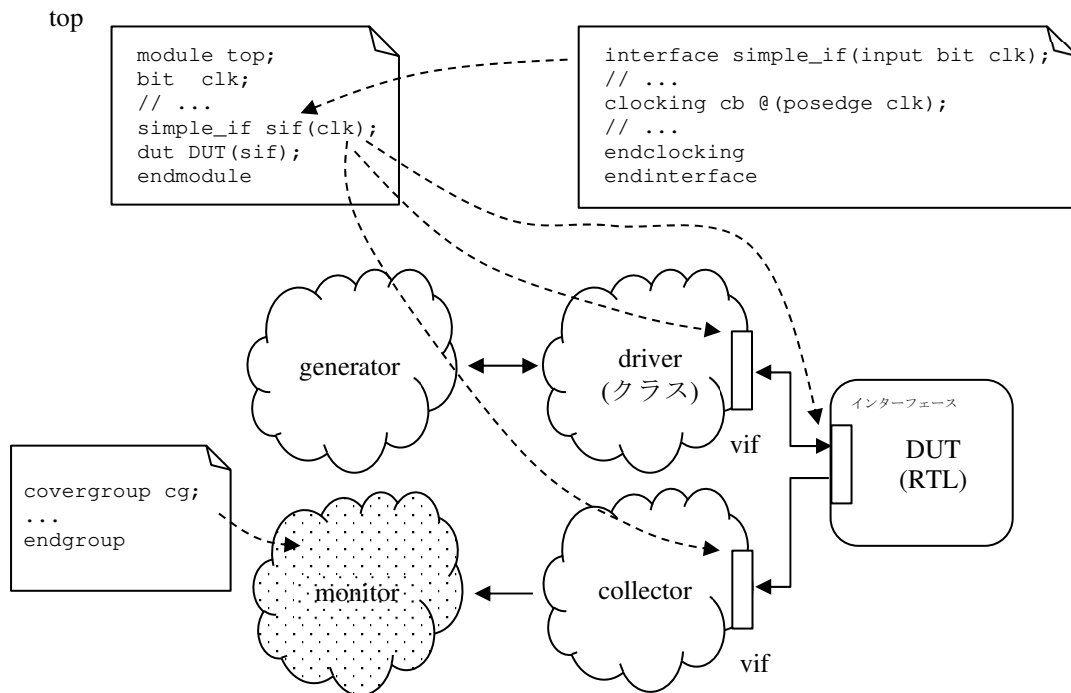 top
module top;
bit  clk;
// ...
simple_if sif(clk);
dut DUT(sif);
endmodule
interface simple_if(input bit clk);
// ...
clocking cb @(posedge clk);
// ...
endclocking
endinterface
generator
driver
(クラス)
vif
インターフェース
DUT
(RTL)
covergroup cg;
...
endgroup
monitor
collector
vif